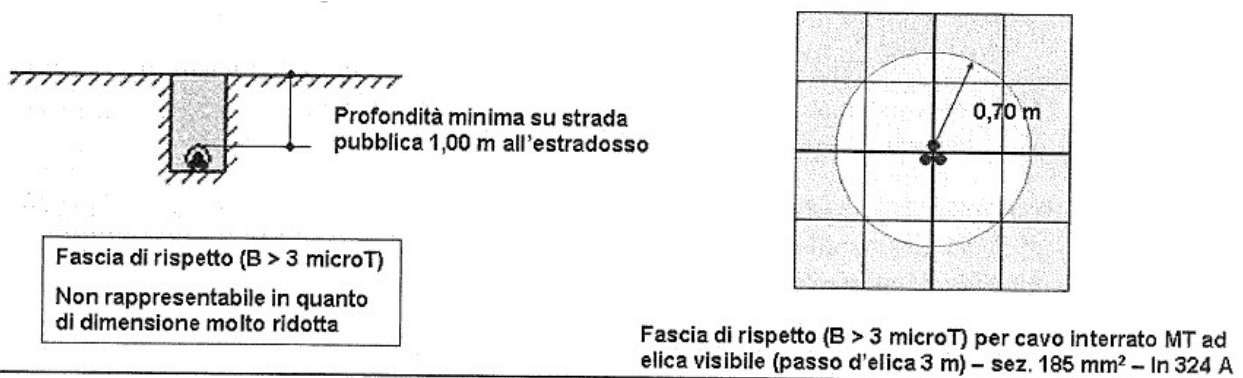 Profondità minima su strada
pubblica 1,00 m all'estradosso
0,70 m
Fascia di rispetto (B > 3 microT)
Non rappresentabile in quanto
di dimensione molto ridotta
Fascia di rispetto (B > 3 microT) per cavo interrato MT ad
elica visibile (passo d'elica 3 m) – sez. 185 mm² – In 324 A